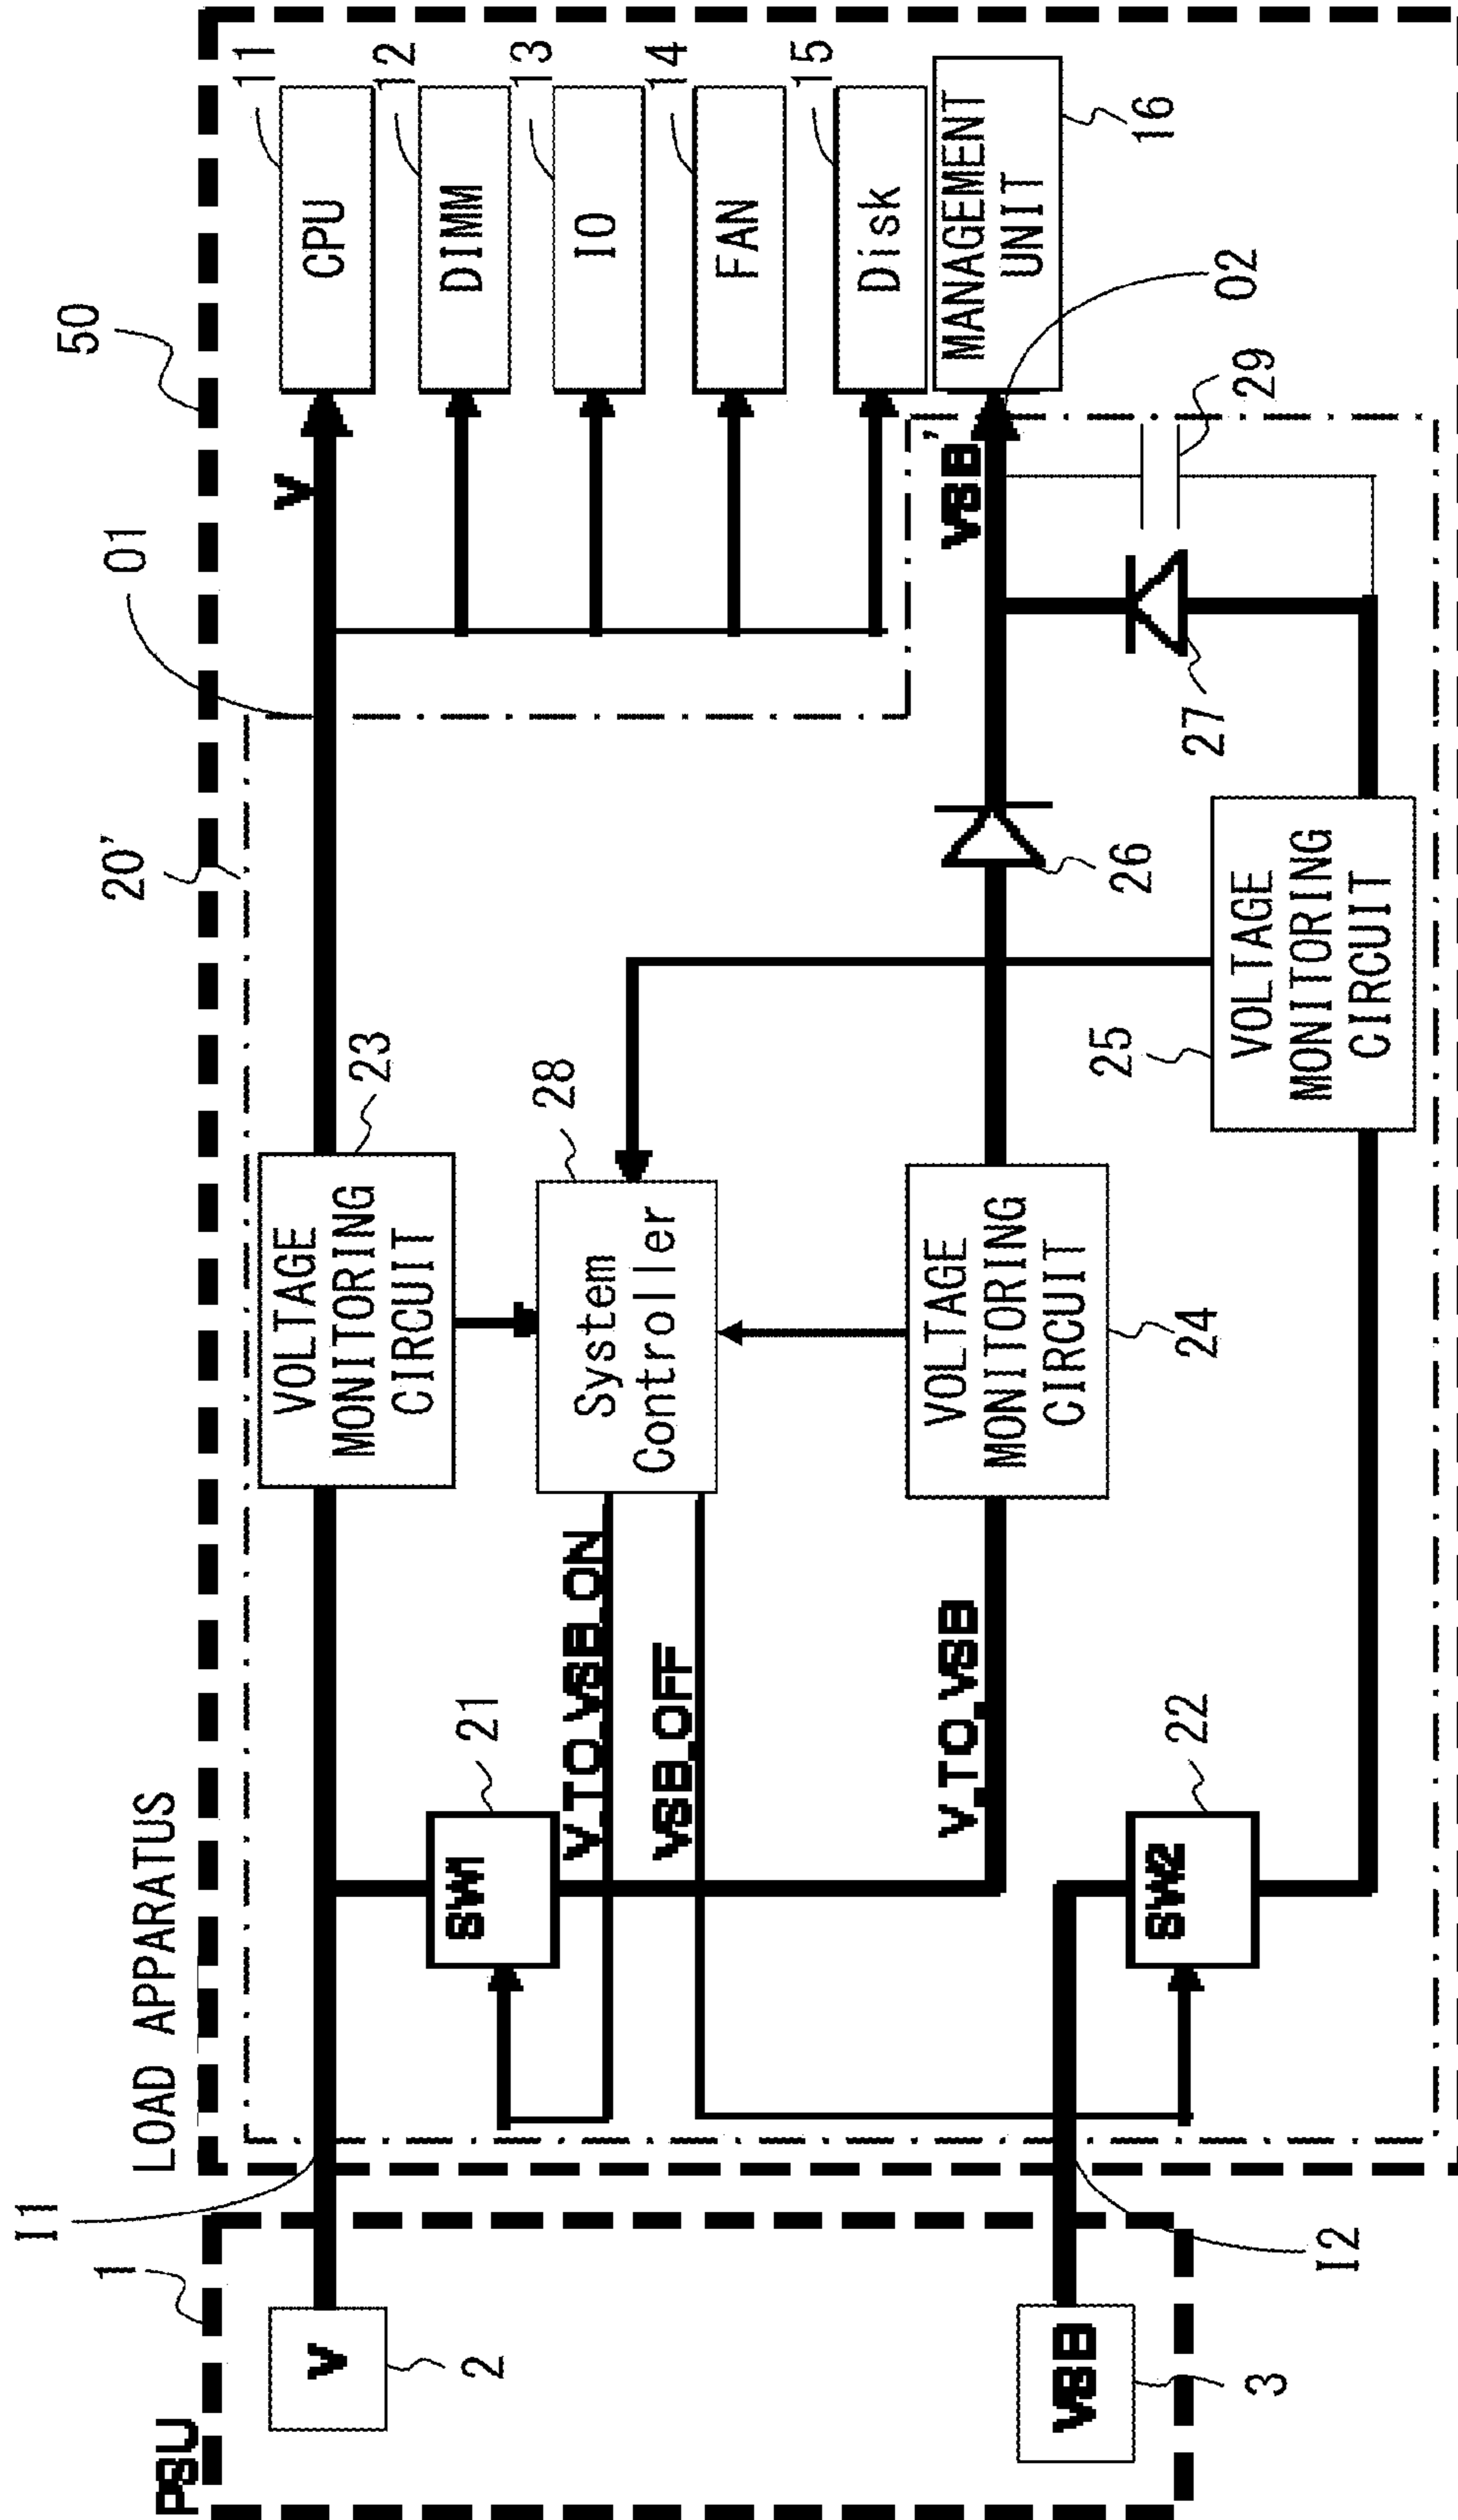 LOAD APPARATUS
50
PSU
1
I1
V
2
VSB
3
I2
20'
O1
V
CPU
11
DIMM
12
IO
13
FAN
14
Disk
15
MANAGEMENT
UNIT
16
O2
VSB'
29
27
26
VOLTAGE
MONITORING
CIRCUIT
23
System
Controller
28
VOLTAGE
MONITORING
CIRCUIT
24
VOLTAGE
MONITORING
CIRCUIT
25
SW1
21
V_TO_VSB_ON
VSB_OFF
V_TO_VSB
SW2
22